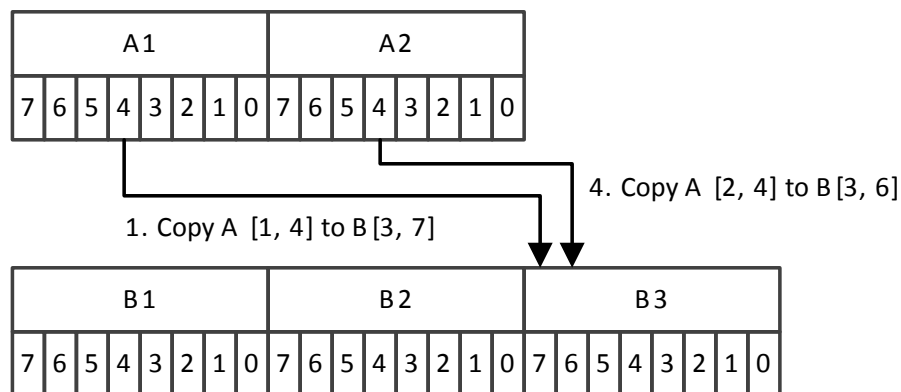 A1 A2
7 6 5 4 3 2 1 0 7 6 5 4 3 2 1 0
4. Copy A [2, 4] to B[3, 6]
1. Copy A [1, 4] to B[3, 7]
B1 B2 B3
7 6 5 4 3 2 1 0 7 6 5 4 3 2 1 0 7 6 5 4 3 2 1 0